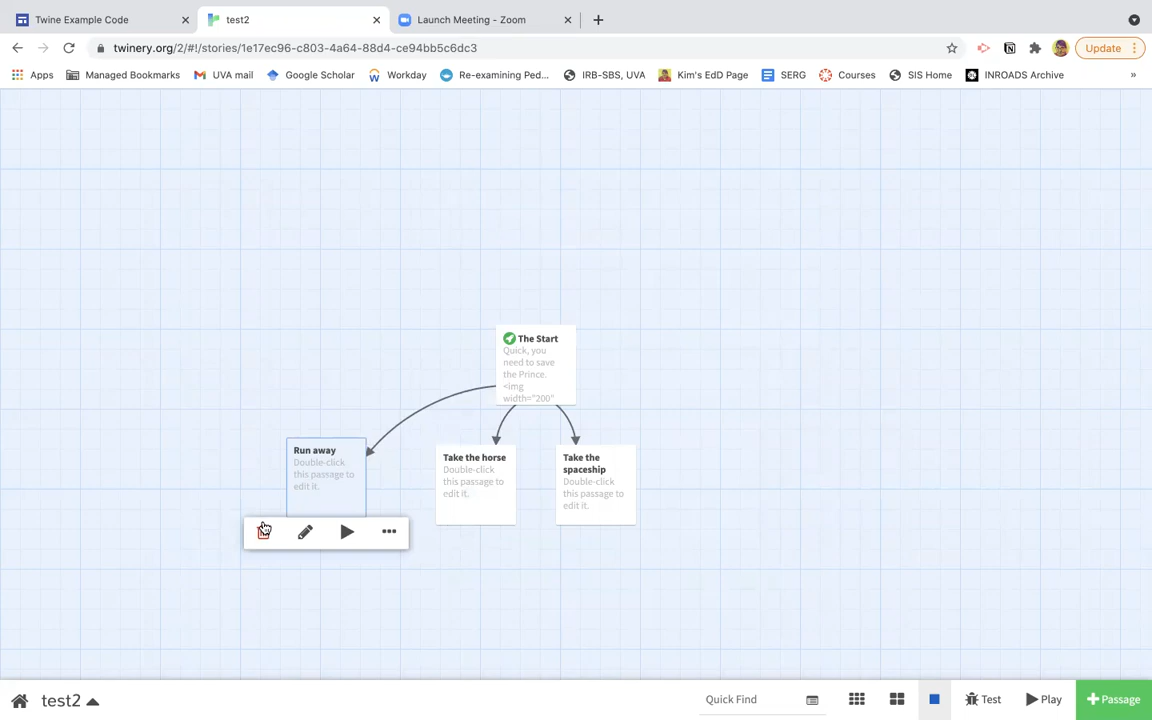 Twine Example Code
test2
Launch Meeting - Zoom
twinery.org/2/#!/stories/1e17ec96-c803-4a64-88d4-ce94bb5c6dc3
Update
Apps
Managed Bookmarks
UVA mail
Google Scholar
Workday
Re-examining Ped...
IRB-SBS, UVA
Kim's EdD Page
SERG
Courses
SIS Home
INROADS Archive
»
The Start
Quick, you
need to save
the Prince.
<img
width="200"
Run away
Double-click
this passage to
edit it.
Take the horse
Double-click
this passage to
edit it.
Take the
spaceship
Double-click
this passage to
edit it.
test2
Quick Find
Test
Play
+Passage